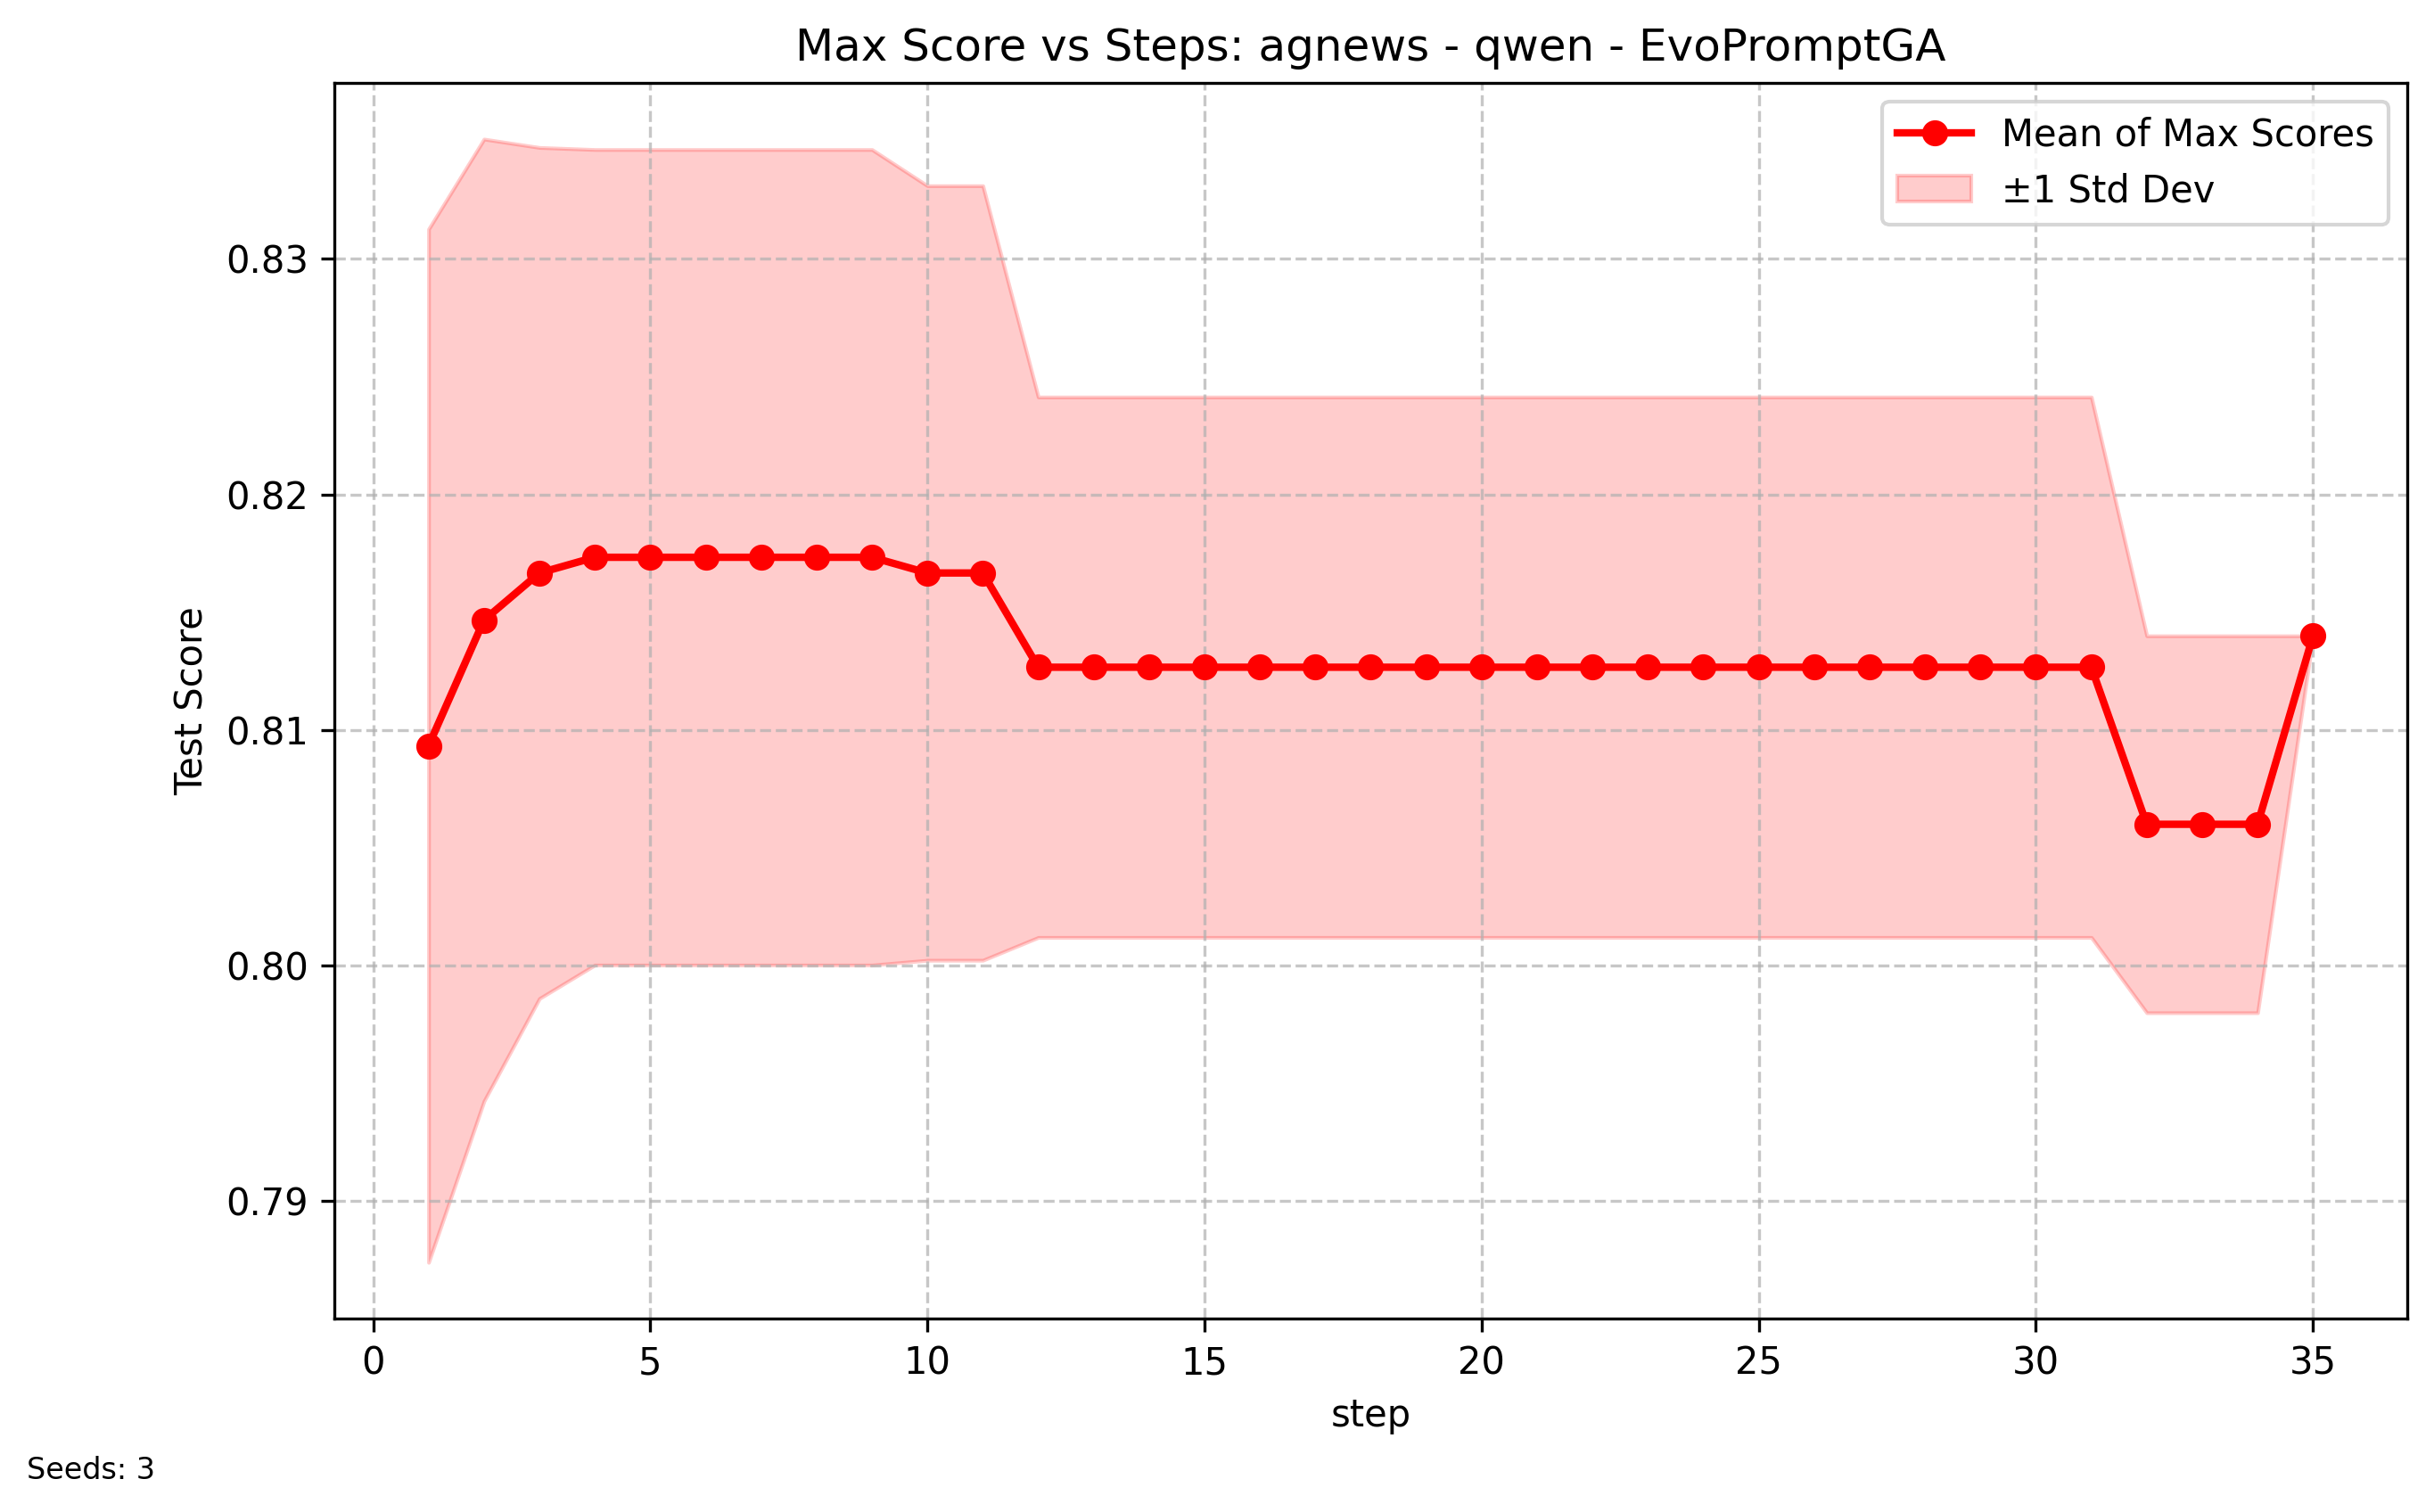 Max Score vs Steps: agnews - qwen - EvoPromptGA
Mean of Max Scores
±1 Std Dev
Test Score
0.83
0.82
0.81
0.80
0.79
0 5 10 15 20 25 30 35
step
Seeds: 3